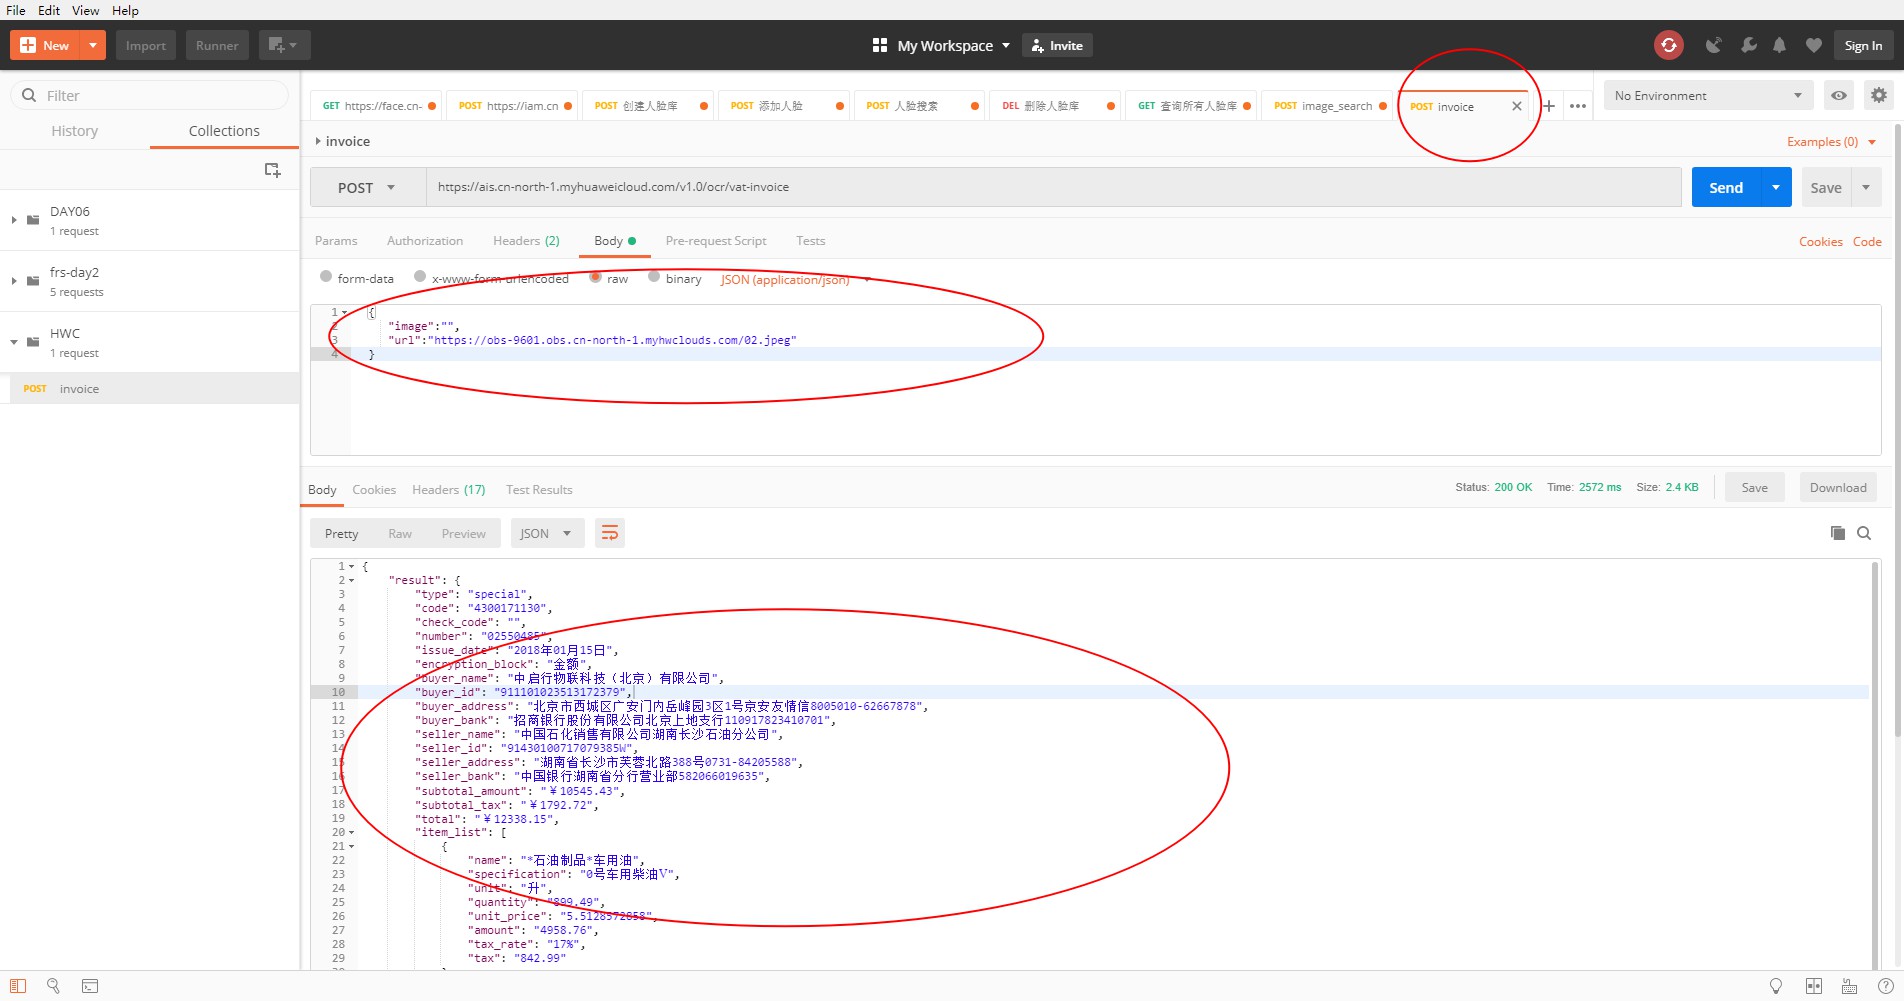 File Edit View Help
New Import Runner My Workspace Invite Sign In
Filter
History Collections
DAY06
1 request
frs-day2
5 requests
HWC
1 request
POST invoice
GET https://face.cn- POST https://iam.cn POST 创建人脸库 POST 添加人脸 POST 人脸搜索 DEL 删除人脸库 GET 查询所有人脸库 POST image_search POST invoice
No Environment
invoice Examples (0)
POST https://ais.cn-north-1.myhuaweicloud.com/v1.0/ocr/vat-invoice Send Save
Params Authorization Headers (2) Body Pre-request Script Tests Cookies Code
form-data x-www-form-urlencoded raw binary JSON (application/json)
1 {
2 "image":"",
3 "url":"https://obs-9601.obs.cn-north-1.myhwclouds.com/02.jpeg"
4 }
Body Cookies Headers (17) Test Results Status: 200 OK Time: 2572 ms Size: 2.4 KB Save Download
Pretty Raw Preview JSON
1 {
2 "result": {
3 "type": "special",
4 "code": "4300171130",
5 "check_code": "",
6 "number": "02550485",
7 "issue_date": "2018年01月15日",
8 "encryption_block": "金额",
9 "buyer_name": "中启行物联科技（北京）有限公司",
10 "buyer_id": "911101023513172379",
11 "buyer_address": "北京市西城区广安门内岳峰园3区1号京安友情信8005010-62667878",
12 "buyer_bank": "招商银行股份有限公司北京上地支行110917823410701",
13 "seller_name": "中国石化销售有限公司湖南长沙石油分公司",
14 "seller_id": "91430100717079385W",
15 "seller_address": "湖南省长沙市芙蓉北路388号0731-84205588",
16 "seller_bank": "中国银行湖南省分行营业部582066019635",
17 "subtotal_amount": "￥10545.43",
18 "subtotal_tax": "￥1792.72",
19 "total": "￥12338.15",
20 "item_list": [
21 {
22 "name": "*石油制品*车用油",
23 "specification": "0号车用柴油V",
24 "unit": "升",
25 "quantity": "899.49",
26 "unit_price": "5.5128572858",
27 "amount": "4958.76",
28 "tax_rate": "17%",
29 "tax": "842.99"